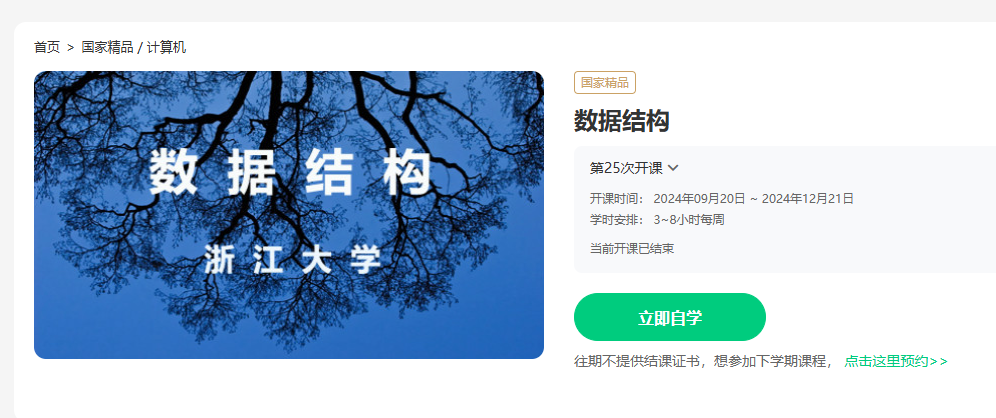 首页 > 国家精品 / 计算机
数据结构
浙江大学
国家精品
数据结构
第25次开课
开课时间： 2024年09月20日 ~ 2024年12月21日
学时安排： 3~8小时每周
当前开课已结束
立即自学
往期不提供结课证书，想参加下学期课程， 点击这里预约>>